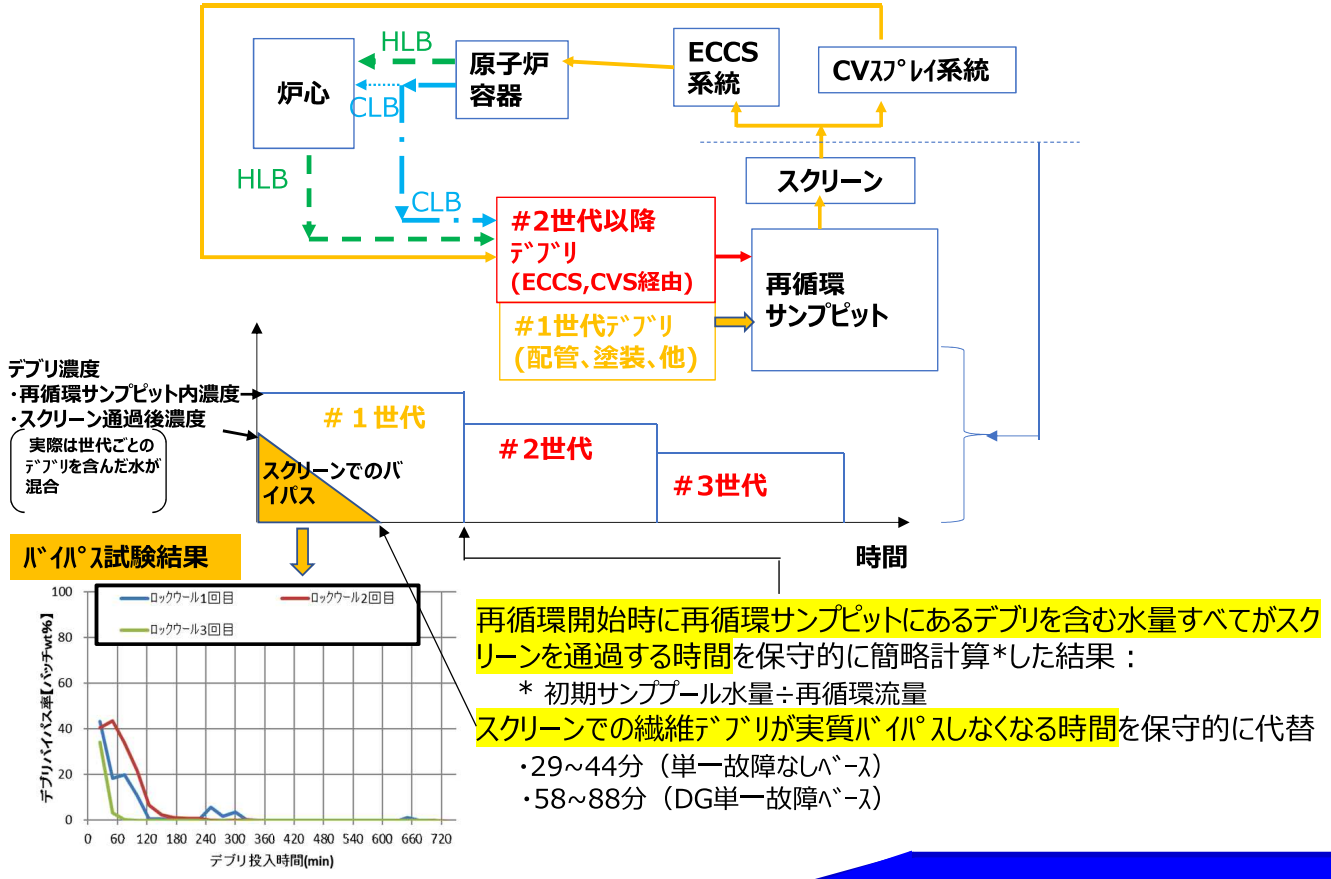 HLB
原子炉
容器
ECCS
系統
CVｽﾌﾟﾚｲ系統
炉心
CLB
スクリーン
HLB
CLB
#2世代以降
ﾃﾞﾌﾞﾘ
(ECCS,CVS経由)
再循環
サンプピット
#1世代ﾃﾞﾌﾞﾘ
(配管、塗装、他)
デブリ濃度
・再循環サンプピット内濃度
・スクリーン通過後濃度
実際は世代ごとの
ﾃﾞﾌﾞﾘを含んだ水が
混合
#１世代
#2世代
#3世代
スクリーンでのバ
イパス
時間
ﾊﾞｲﾊﾟｽ試験結果
ロックウール1回目
ロックウール2回目
ロックウール3回目
デブリバイパス率【バッチwt%】
100
80
60
40
20
0
0 60 120 180 240 300 360 420 480 540 600 660 720
デブリ投入時間(min)
再循環開始時に再循環サンプピットにあるデブリを含む水量すべてがスク
リーンを通過する時間を保守的に簡略計算*した結果：
* 初期サンププール水量÷再循環流量
スクリーンでの繊維ﾃﾞﾌﾞﾘが実質ﾊﾞｲﾊﾟｽしなくなる時間を保守的に代替
・29~44分（単一故障なしﾍﾞｰｽ）
・58~88分（DG単一故障ﾍﾞｰｽ）